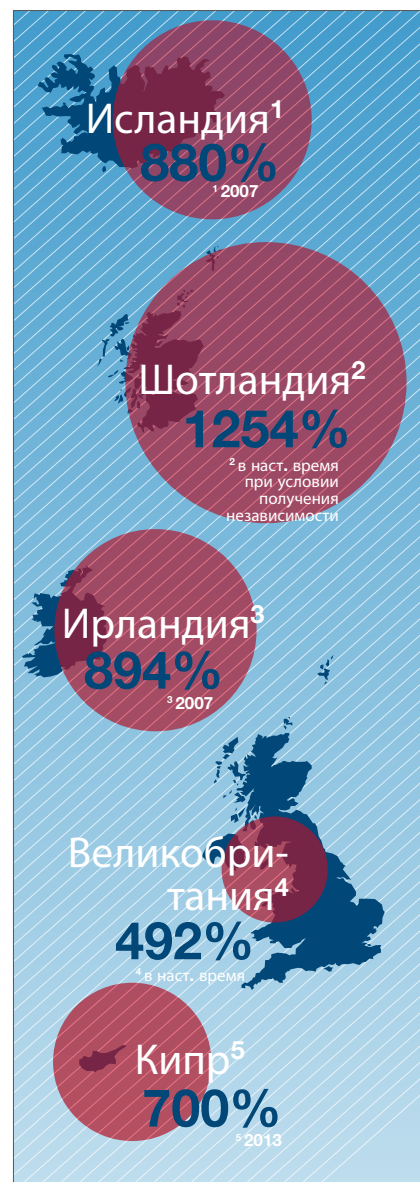 Исландия¹
880%
¹ 2007
Шотландия²
1254%
² в наст. время
при условии
получения
независимости
Ирландия³
894%
³ 2007
Великобри-
тания⁴
492%
⁴ в наст. время
Кипр⁵
700%
⁵ 2013